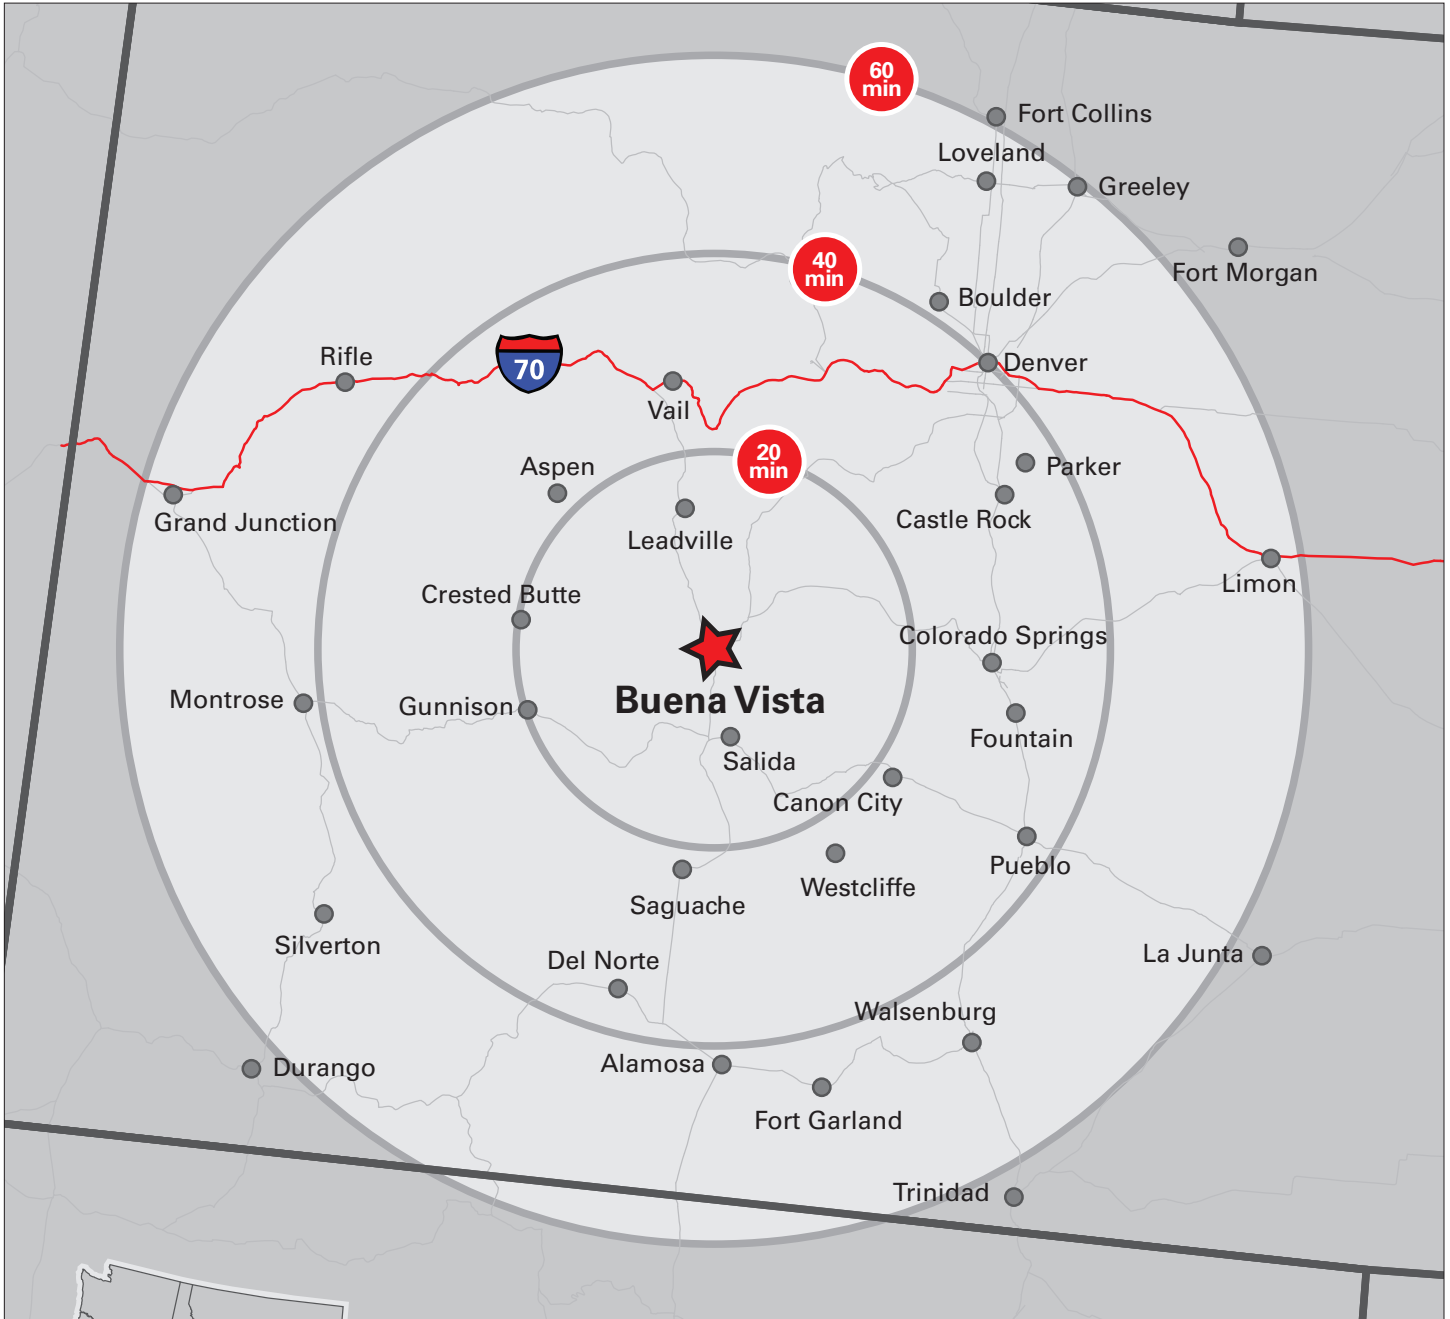 60
min
Fort Collins
Loveland
Greeley
40
min
Fort Morgan
Boulder
Rifle
70
Denver
Vail
20
min
Aspen
Parker
Grand Junction
Castle Rock
Leadville
Limon
Crested Butte
Colorado Springs
Montrose
Gunnison
Buena Vista
Fountain
Salida
Canon City
Pueblo
Westcliffe
Saguache
Silverton
Del Norte
La Junta
Walsenburg
Durango
Alamosa
Fort Garland
Trinidad